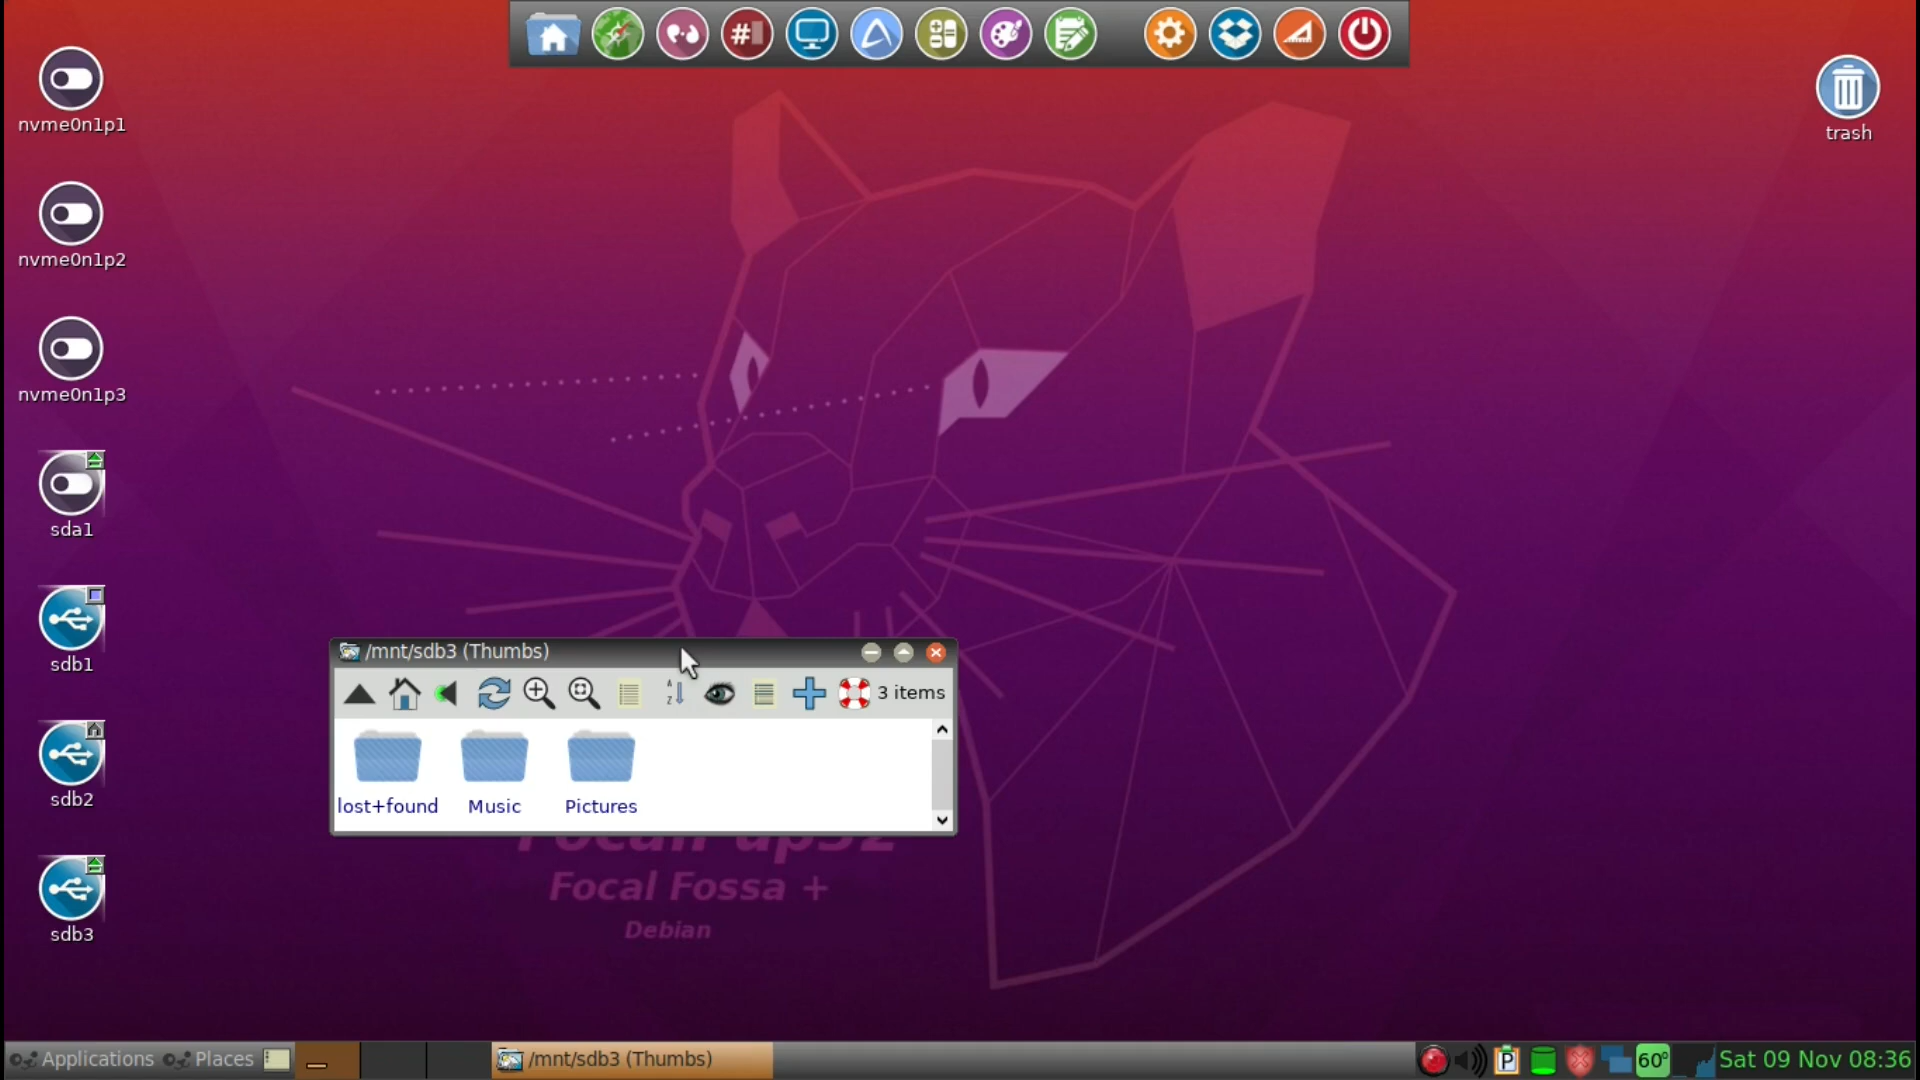 nvme0n1p1
nvme0n1p2
nvme0n1p3
sda1
sdb1
sdb2
sdb3
trash
#
/mnt/sdb3 (Thumbs)
3 items
lost+found
Music
Pictures
Focal Fossa +
Debian
Applications
Places
/mnt/sdb3 (Thumbs)
P
60°
Sat 09 Nov 08:36